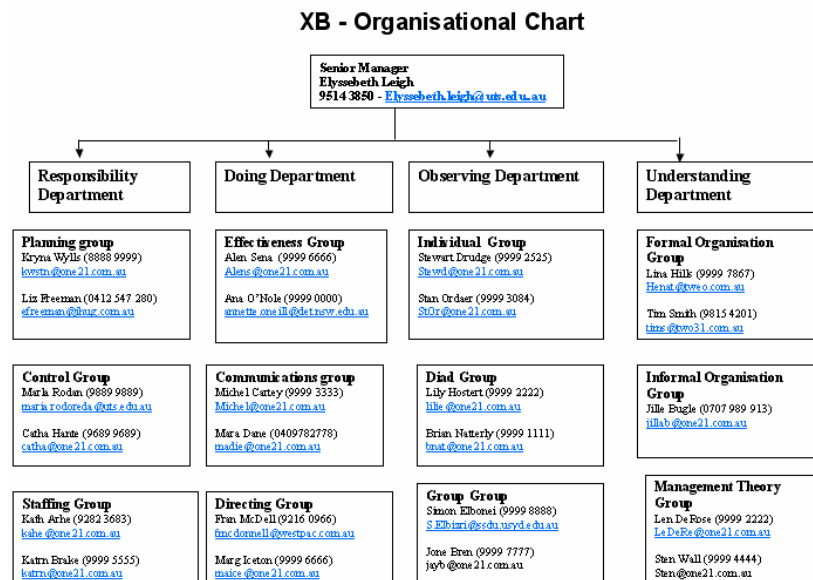 XB - Organisational Chart
Senior Manager
Elyssebeth Leigh
9514 3850 - Elyssebeth.leigh@uts.edu.au
Responsibility
Department
Doing Department
Observing Department
Understanding
Department
Planning group
Kryna Wylls (8888 9999)
kwstn@one21.com.au
Liz Freeman (0412 547 280)
efreeman@ihug.com.au
Effectiveness Group
Alen Sena (9999 6666)
Alens@one21.com.au
Ana O'Nole (9999 0000)
annette.oneill@det.nsw.edu.au
Individual Group
Stewart Drudge (9999 2525)
Stewd@one21.com.au
Stan Ordaer (9999 3084)
StOr@one21.com.au
Formal Organisation
Group
Lina Hills (9999 7867)
Henat@tweo.com.au
Tim Smith (9815 4201)
tims@two31.com.au
Control Group
Marla Rodan (9889 9889)
maria.rodoreda@uts.edu.au
Catha Hante (9689 9689)
catha@one21.com.au
Communications group
Michel Cartey (9999 3333)
Michel@one21.com.au
Mara Dane (0409782778)
madie@one21.com.au
Diad Group
Lily Hostert (9999 2222)
lilie@one21.com.au
Brian Natterly (9999 1111)
bnat@one21.com.au
Informal Organisation
Group
Jille Bugle (0707 989 913)
jillab@one21.com.au
Staffing Group
Kath Arhe (9282 3683)
kahe@one21.com.au
Katrn Brake (9999 5555)
katrn@one21.com.au
Directing Group
Fran McDell (9216 0966)
fmcdonnell@westpac.com.au
Marg Iceton (9999 6666)
maice@one21.com.au
Group Group
Simon Elbonei (9999 8888)
S.Elbizri@ssdu.usyd.edu.au
Jone Bren (9999 7777)
jayb@one21.com.au
Management Theory
Group
Len DeRose (9999 2222)
LeDeRe@one21.com.au
Sten Wall (9999 4444)
Sten@one21.com.au